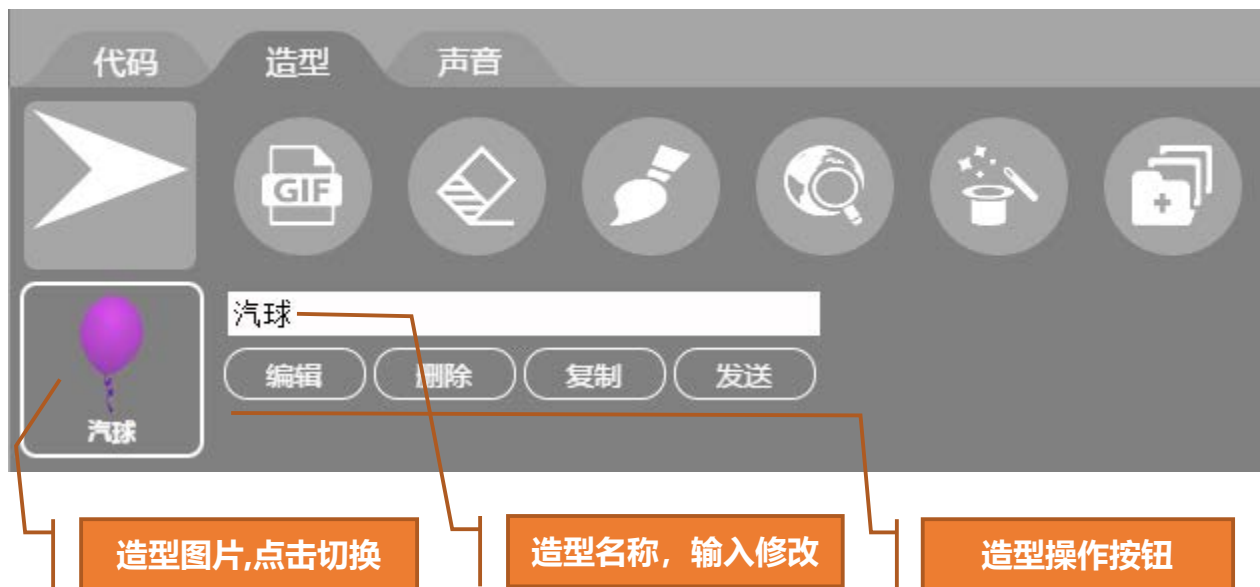 代码 造型 声音
GIF
汽球
编辑 删除 复制 发送
汽球
造型图片,点击切换
造型名称，输入修改
造型操作按钮